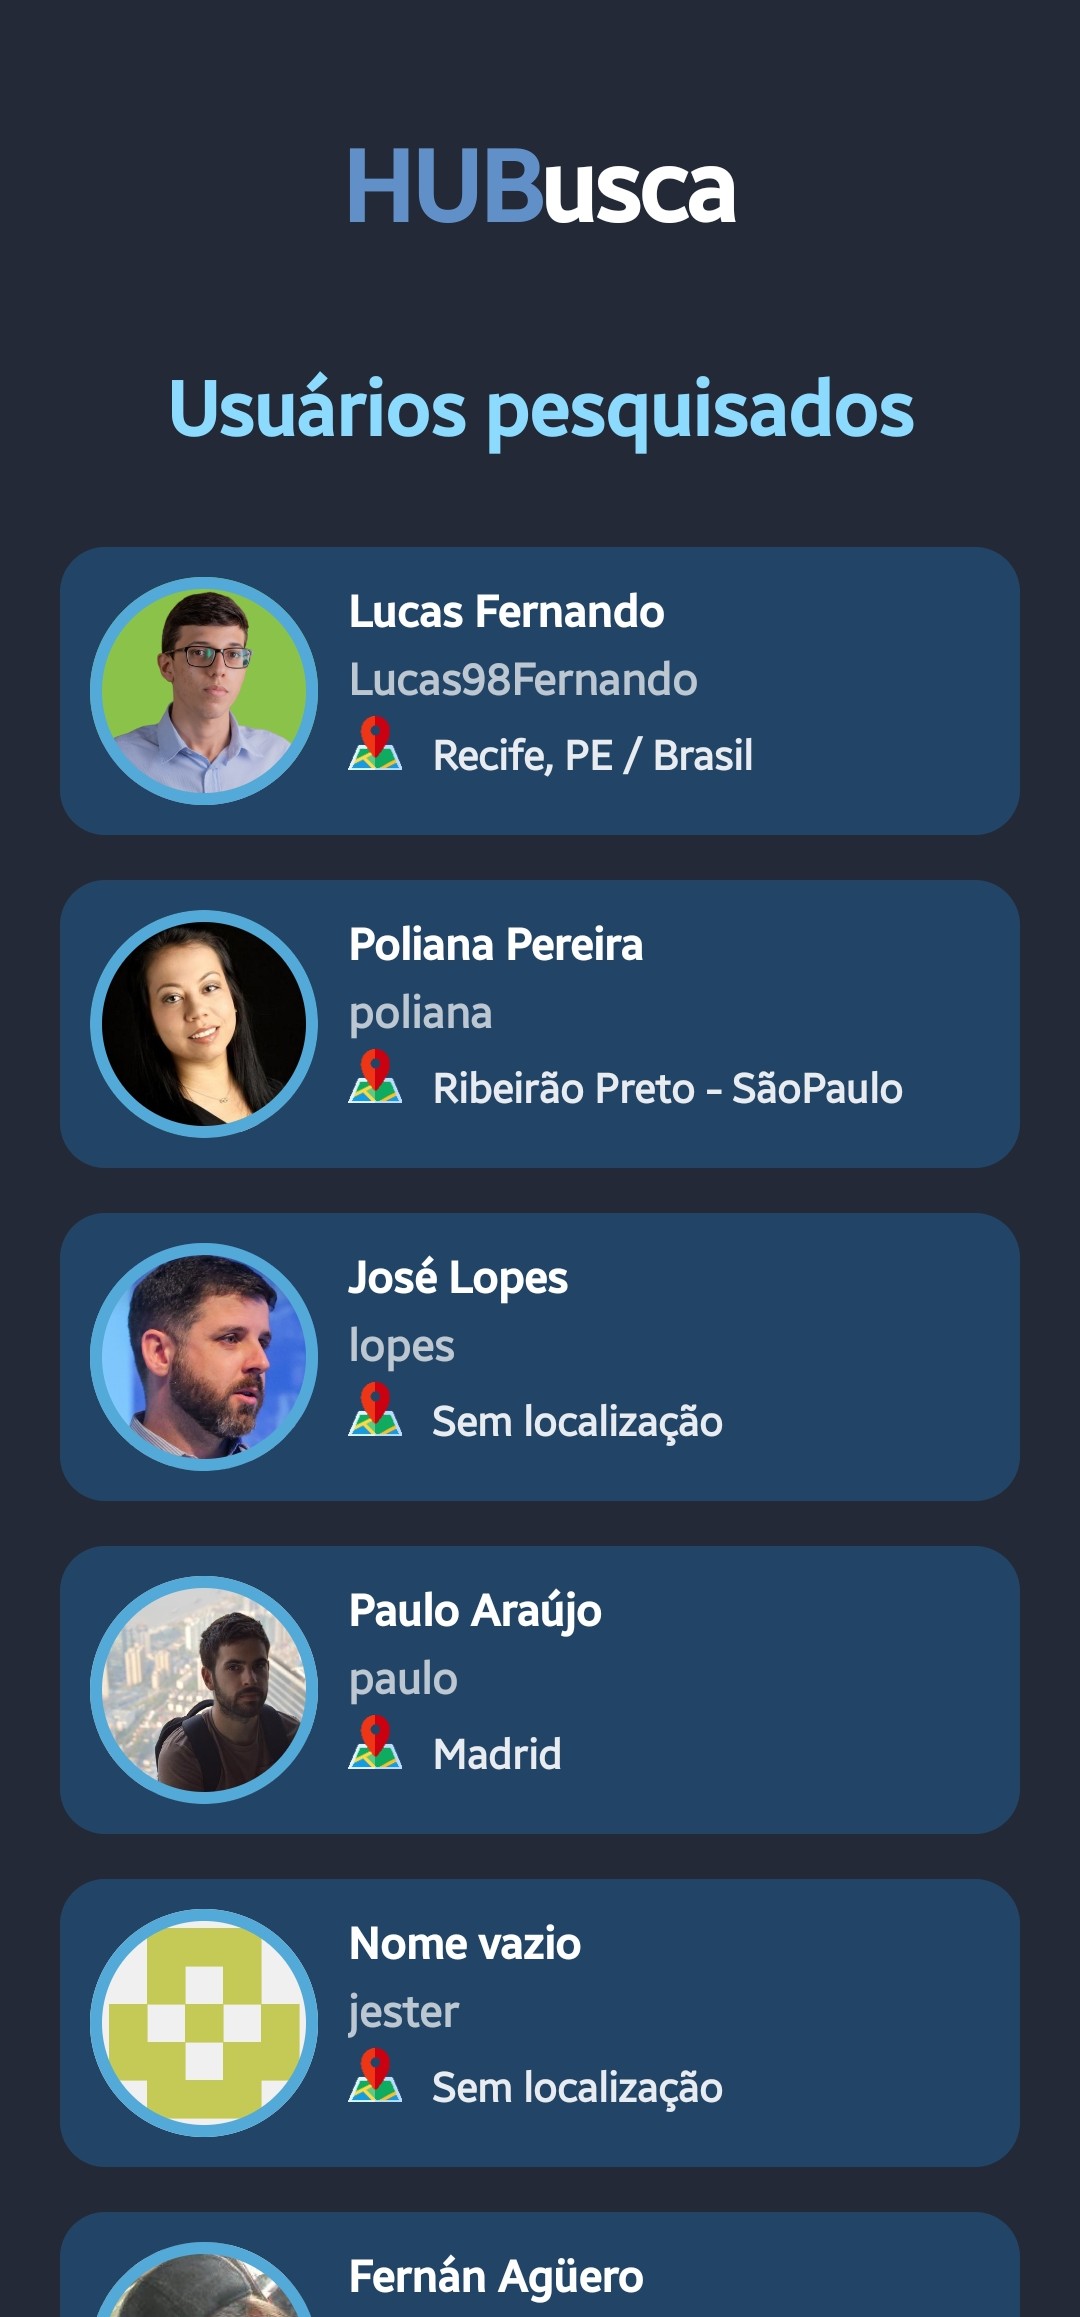 HUBusca
Usuários pesquisados
Lucas Fernando
Lucas98Fernando
Recife, PE / Brasil
Poliana Pereira
poliana
Ribeirão Preto - SãoPaulo
José Lopes
lopes
Sem localização
Paulo Araújo
paulo
Madrid
Nome vazio
jester
Sem localização
Fernán Agüero